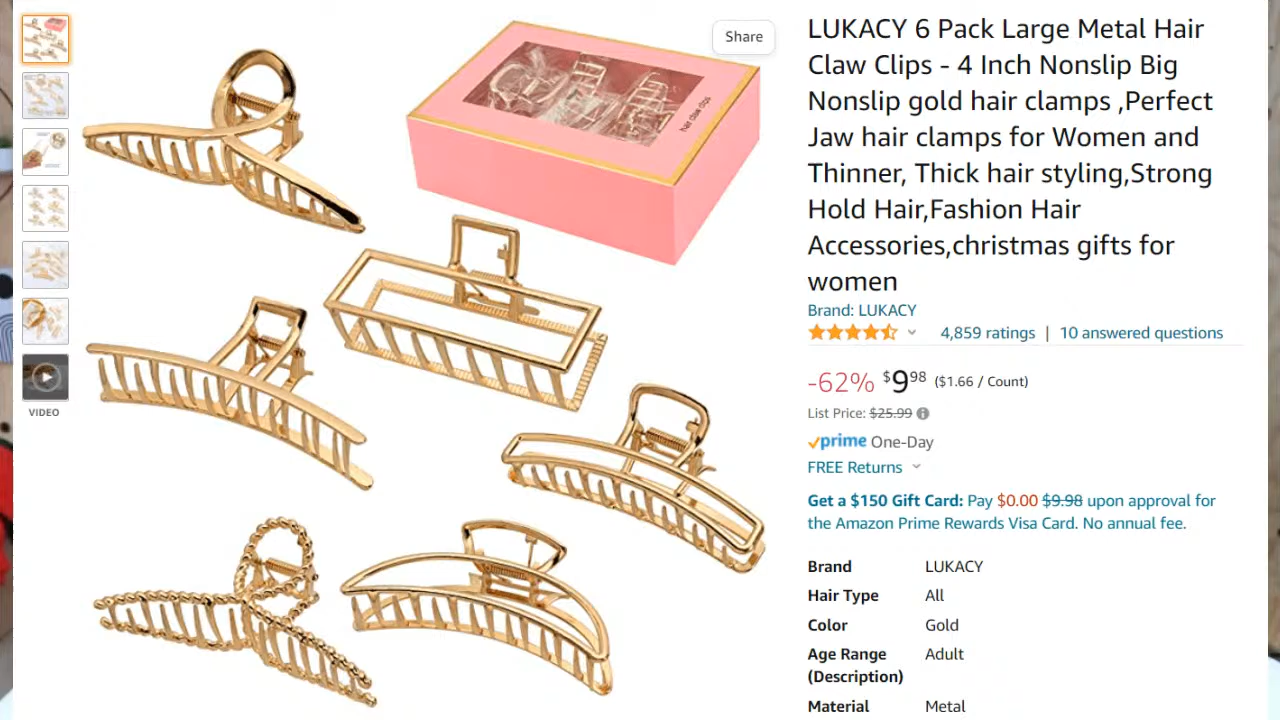 Share
hair claw clips
VIDEO
LUKACY 6 Pack Large Metal Hair
Claw Clips - 4 Inch Nonslip Big
Nonslip gold hair clamps ,Perfect
Jaw hair clamps for Women and
Thinner, Thick hair styling,Strong
Hold Hair,Fashion Hair
Accessories,christmas gifts for
women
Brand: LUKACY
4,859 ratings | 10 answered questions
-62% $9 98 ($1.66 / Count)
List Price: $25.99
prime One-Day
FREE Returns
Get a $150 Gift Card: Pay $0.00 $9.98 upon approval for
the Amazon Prime Rewards Visa Card. No annual fee.
Brand LUKACY
Hair Type All
Color Gold
Age Range Adult
(Description)
Material Metal